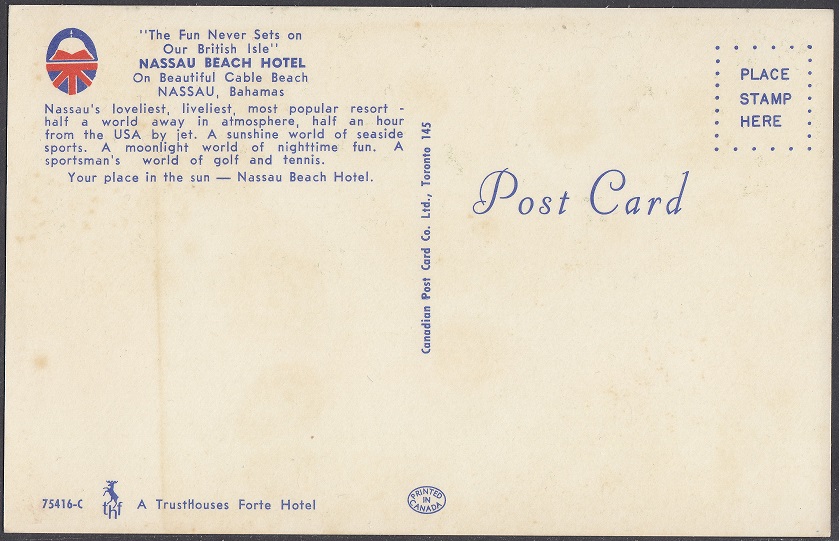 "The Fun Never Sets on
Our British Isle"
NASSAU BEACH HOTEL
On Beautiful Cable Beach
NASSAU, Bahamas
Nassau's loveliest, liveliest, most popular resort -
half a world away in atmosphere, half an hour
from the USA by jet. A sunshine world of seaside
sports. A moonlight world of nighttime fun. A
sportsman's world of golf and tennis.
Your place in the sun — Nassau Beach Hotel.
75416-C
thf
A TrustHouses Forte Hotel
Canadian Post Card Co. Ltd., Toronto 145
PRINTED
IN
CANADA
Post Card
PLACE
STAMP
HERE